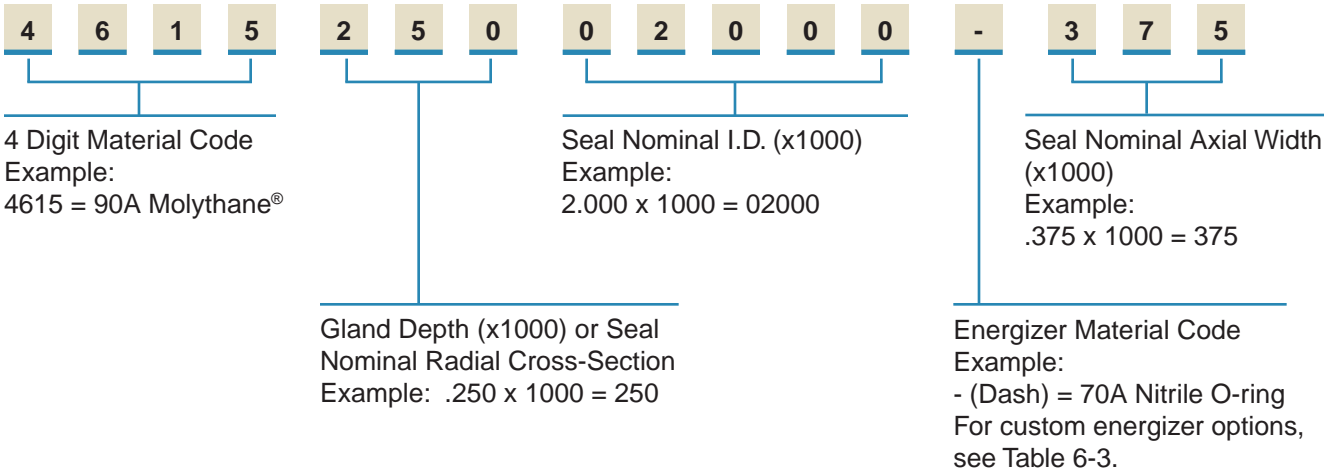 4 6 1 5 2 5 0 0 2 0 0 0 - 3 7 5
4 Digit Material Code
Example:
4615 = 90A Molythane®
Seal Nominal I.D. (x1000)
Example:
2.000 x 1000 = 02000
Seal Nominal Axial Width
(x1000)
Example:
.375 x 1000 = 375
Gland Depth (x1000) or Seal
Nominal Radial Cross-Section
Example: .250 x 1000 = 250
Energizer Material Code
Example:
- (Dash) = 70A Nitrile O-ring
For custom energizer options,
see Table 6-3.